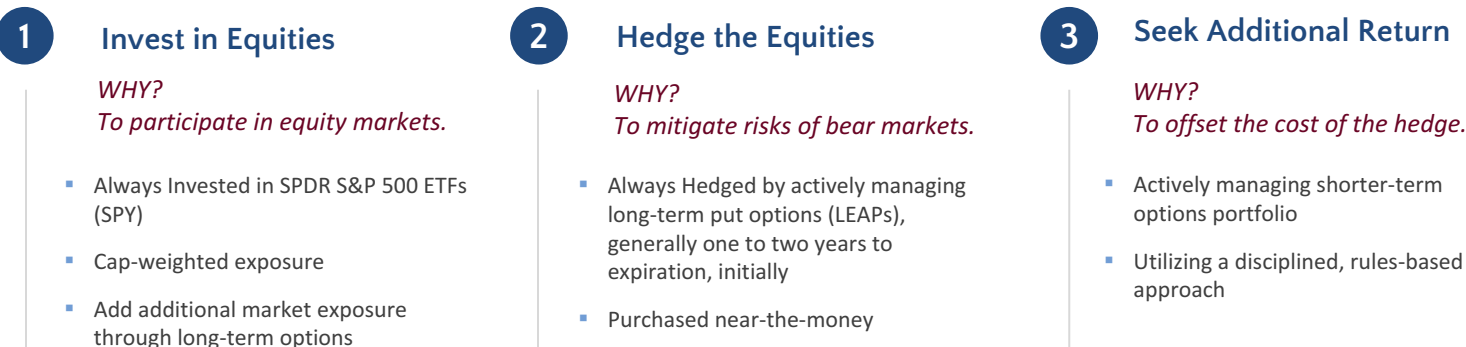 1
Invest in Equities
WHY?
To participate in equity markets.
▪ Always Invested in SPDR S&P 500 ETFs
(SPY)
▪ Cap-weighted exposure
▪ Add additional market exposure
through long-term options
2
Hedge the Equities
WHY?
To mitigate risks of bear markets.
▪ Always Hedged by actively managing
long-term put options (LEAPs),
generally one to two years to
expiration, initially
▪ Purchased near-the-money
3
Seek Additional Return
WHY?
To offset the cost of the hedge.
▪ Actively managing shorter-term
options portfolio
▪ Utilizing a disciplined, rules-based
approach